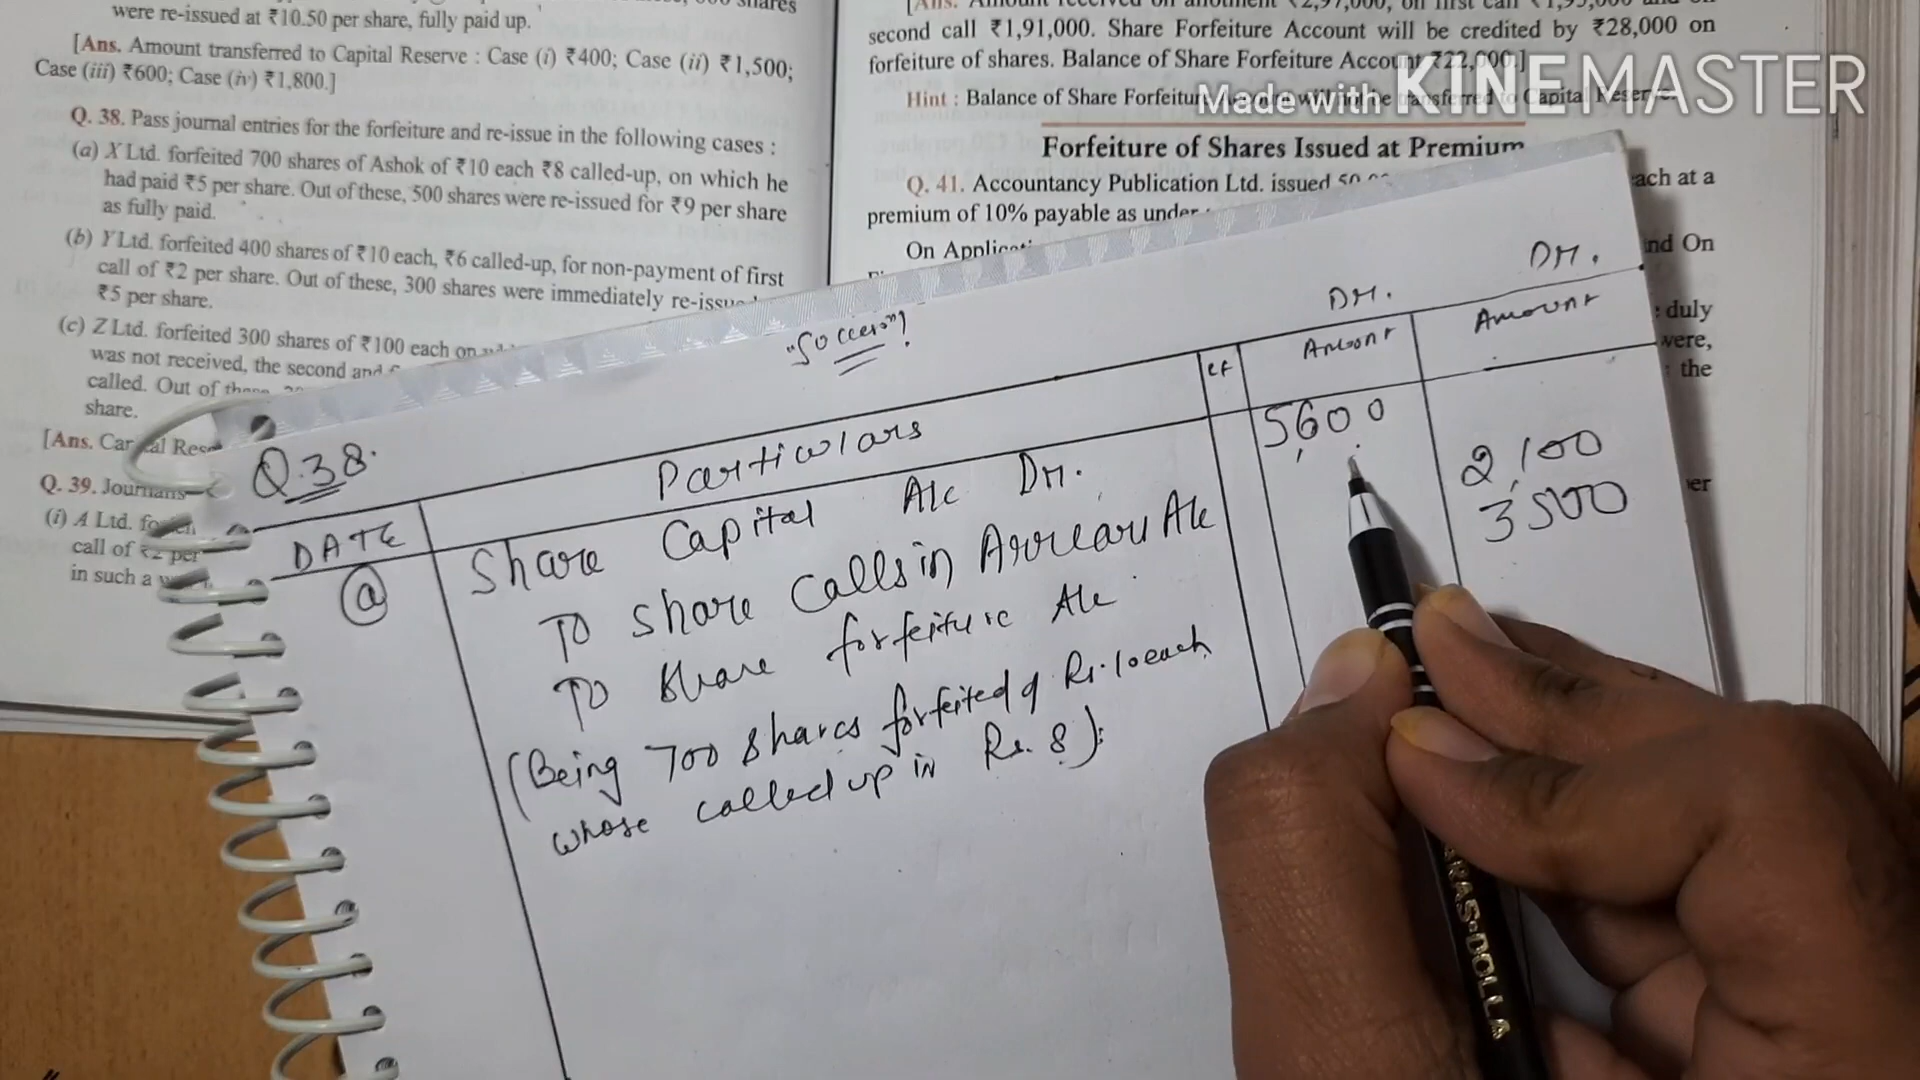 were re-issued at ₹10.50 per share, fully paid up.
[Ans. Amount transferred to Capital Reserve : Case (i) ₹400; Case (ii) ₹1,500;
Case (iii) ₹600; Case (iv) ₹1,800.]
Q. 38. Pass journal entries for the forfeiture and re-issue in the following cases :
(a) X Ltd. forfeited 700 shares of Ashok of ₹10 each ₹8 called-up, on which he
had paid ₹5 per share. Out of these, 500 shares were re-issued for ₹9 per share
as fully paid.
(b) Y Ltd. forfeited 400 shares of ₹10 each, ₹6 called-up, for non-payment of first
call of ₹2 per share. Out of these, 300 shares were immediately
₹5 per share.
(c) Z Ltd. forfeited 300 shares of ₹100 each on
was not received, the second and
called. Out of
share.
[Ans.
Q. 39.
(i) A Ltd.
call of ₹2 per
in such a
second call ₹1,91,000. Share Forfeiture Account will be credited by ₹28,000 on
forfeiture of shares. Balance of Share Forfeiture Account ₹22,000.]
Hint : Balance of Share
Made with KINEMASTER
Forfeiture of Shares Issued at Premium
Q. 41. Accountancy Publication Ltd. issued
each at a
premium of 10% payable as under
On
nd On
duly
were,
the
Q.38.
DATE
Particulars
LF
Dr.
Amount
Dr.
Amount
(a)
Share Capital A/c Dr.
5600
To Share Calls in Arrear A/c
2,100
To Share forfeiture A/c
3500
(Being 700 Shares forfeited of Rs.10 each
whose called up in Rs. 8)